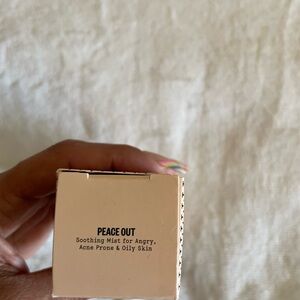 PEACE OUT
Soothing Mist for Angry,
Acne Prone & Oily Skin